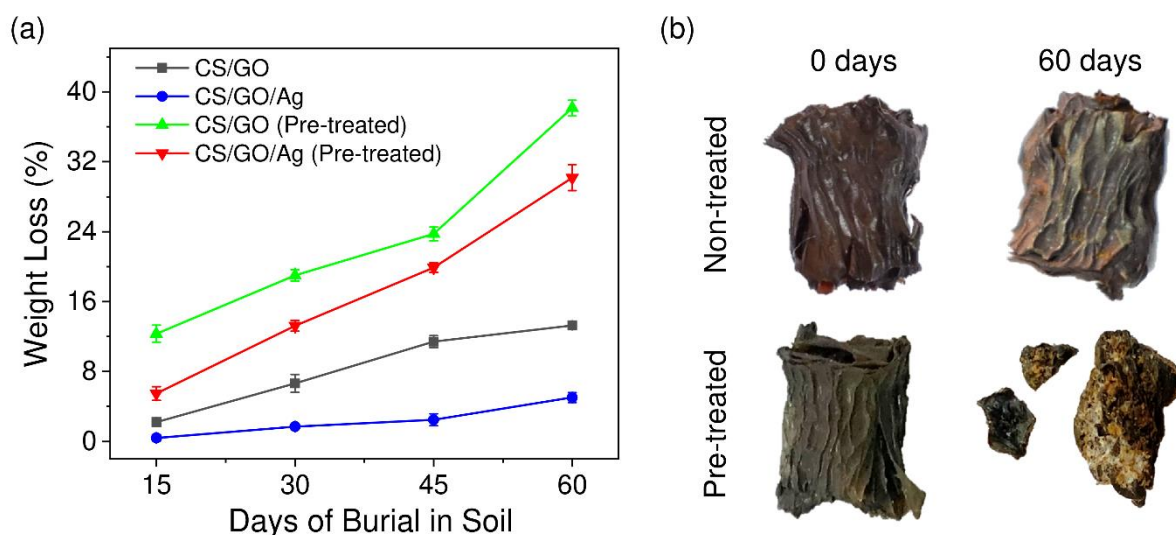 (a)
CS/GO
CS/GO/Ag
CS/GO (Pre-treated)
CS/GO/Ag (Pre-treated)
Weight Loss (%)
40
32
24
16
8
0
15 30 45 60
Days of Burial in Soil
(b)
0 days 60 days
Non-treated
Pre-treated